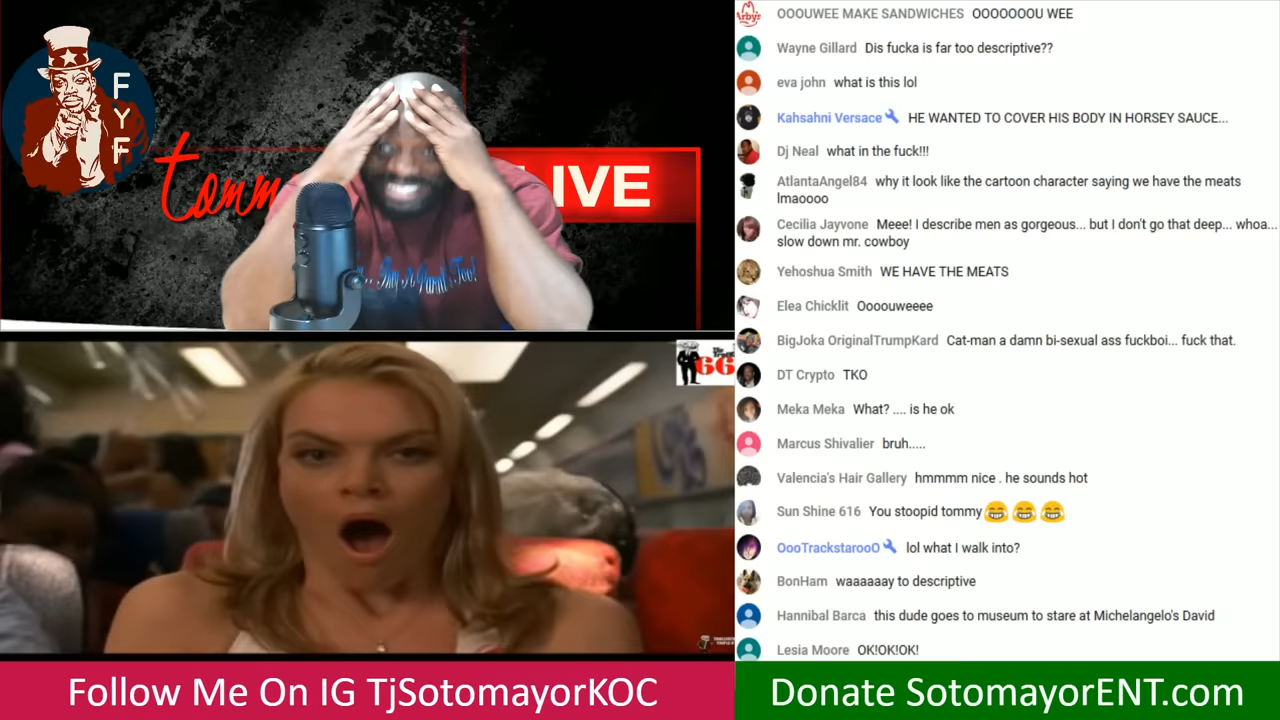 FYF
LIVE
OOOUWEE MAKE SANDWICHES OOOOOOOU WEE
Wayne Gillard Dis fucka is far too descriptive??
eva john what is this lol
Kahsahni Versace HE WANTED TO COVER HIS BODY IN HORSEY SAUCE...
Dj Neal what in the fuck!!!
AtlantaAngel84 why it look like the cartoon character saying we have the meats
lmaoooo
Cecilia Jayvone Meee! I describe men as gorgeous... but I don't go that deep... whoa...
slow down mr. cowboy
Yehoshua Smith WE HAVE THE MEATS
Elea Chicklit Oooouweeee
BigJoka OriginalTrumpKard Cat-man a damn bi-sexual ass fuckboi... fuck that.
DT Crypto TKO
Meka Meka What? .... is he ok
Marcus Shivalier bruh.....
Valencia's Hair Gallery hmmmm nice . he sounds hot
Sun Shine 616 You stoopid tommy😂😂😂
OooTrackstarooO lol what I walk into?
BonHam waaaaaay to descriptive
Hannibal Barca this dude goes to museum to stare at Michelangelo's David
Lesia Moore OK!OK!OK!
66
Follow Me On IG TjSotomayorKOC
Donate SotomayorENT.com